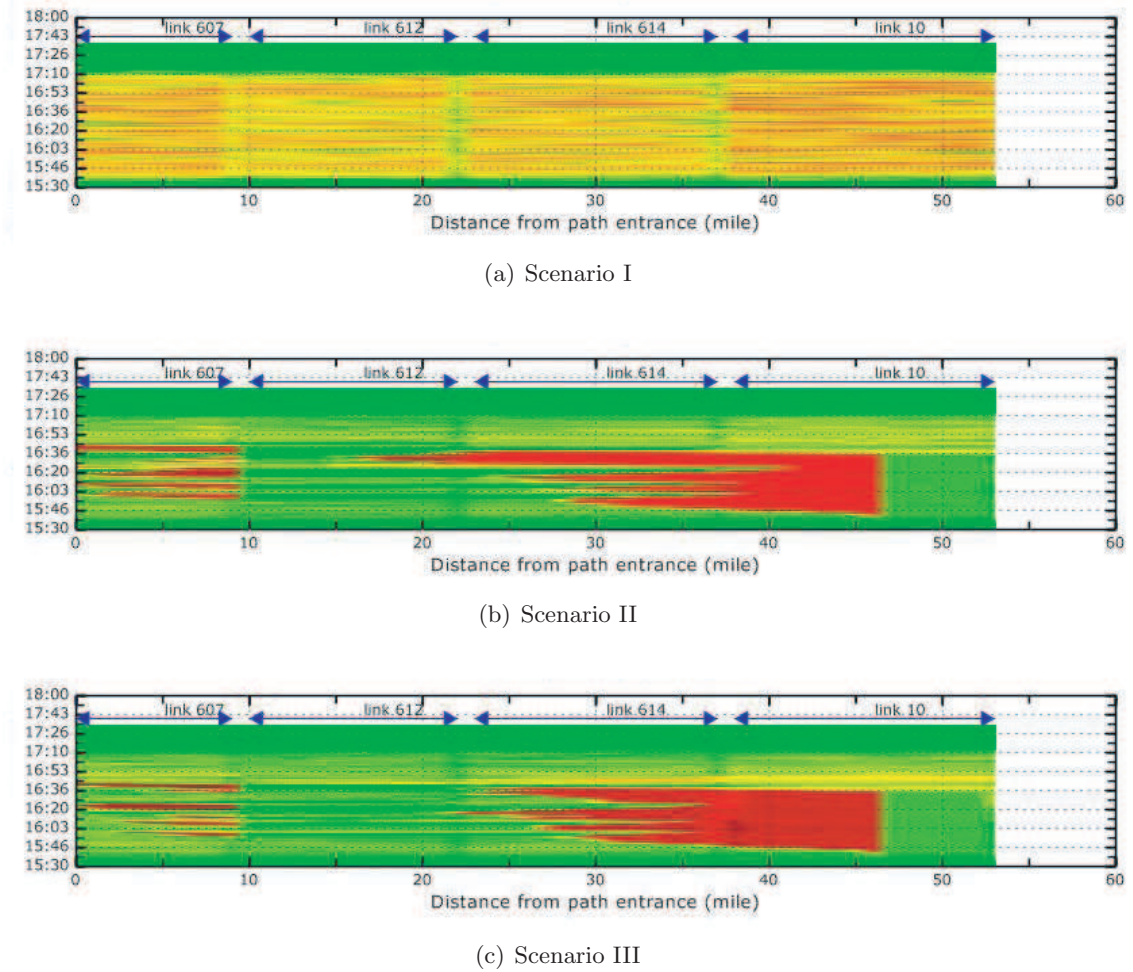 18:00
link 607 link 612 link 614 link 10
17:43
17:26
17:10
16:53
16:36
16:20
16:03
15:46
15:30
0 10 20 30 40 50 60
Distance from path entrance (mile)
(a) Scenario I
18:00
link 607 link 612 link 614 link 10
17:43
17:26
17:10
16:53
16:36
16:20
16:03
15:46
15:30
0 10 20 30 40 50 60
Distance from path entrance (mile)
(b) Scenario II
18:00
link 607 link 612 link 614 link 10
17:43
17:26
17:10
16:53
16:36
16:20
16:03
15:46
15:30
0 10 20 30 40 50 60
Distance from path entrance (mile)
(c) Scenario III